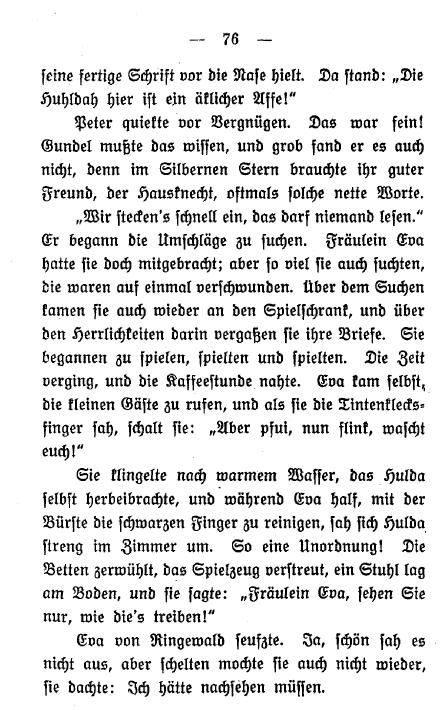 — 76 —
seine fertige Schrift vor die Nase hielt. Da stand: „Die
Huhldah hier ist ein äklicher Affe!“
Peter quiekte vor Vergnügen. Das war fein!
Gundel mußte das wissen, und grob fand er es auch
nicht, denn im Silbernen Stern brauchte ihr guter
Freund, der Hausknecht, oftmals solche nette Worte.
„Wir stecken's schnell ein, das darf niemand lesen.“
Er begann die Umschläge zu suchen. Fräulein Eva
hatte sie doch mitgebracht; aber so viel sie auch suchten,
die waren auf einmal verschwunden. Über dem Suchen
kamen sie auch wieder an den Spielschrank, und über
den Herrlichkeiten darin vergaßen sie ihre Briefe. Sie
begannen zu spielen, spielten und spielten. Die Zeit
verging, und die Kaffeestunde nahte. Eva kam selbst,
die kleinen Gäste zu rufen, und als sie die Tintenklecks-
finger sah, schalt sie: „Aber pfui, nun flink, wascht
euch!“
Sie klingelte nach warmem Wasser, das Hulda
selbst herbeibrachte, und während Eva half, mit der
Bürste die schwarzen Finger zu reinigen, sah sich Hulda
streng im Zimmer um. So eine Unordnung! Die
Betten zerwühlt, das Spielzeug verstreut, ein Stuhl lag
am Boden, und sie sagte: „Fräulein Eva, sehen Sie
nur, wie die's treiben!“
Eva von Ringewald seufzte. Ja, schön sah es
nicht aus, aber schelten mochte sie auch nicht wieder,
sie dachte: Ich hätte nachsehen müssen.